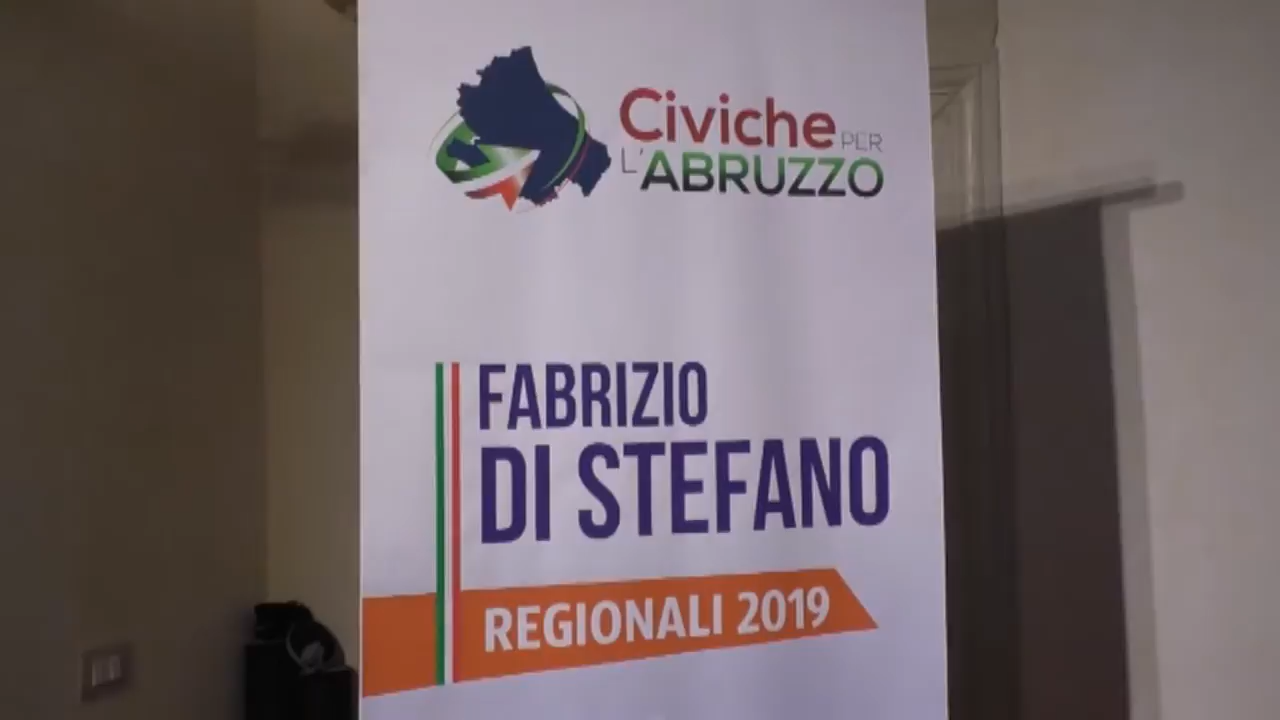 Civiche PER
L'ABRUZZO
FABRIZIO
DI STEFANO
REGIONALI 2019